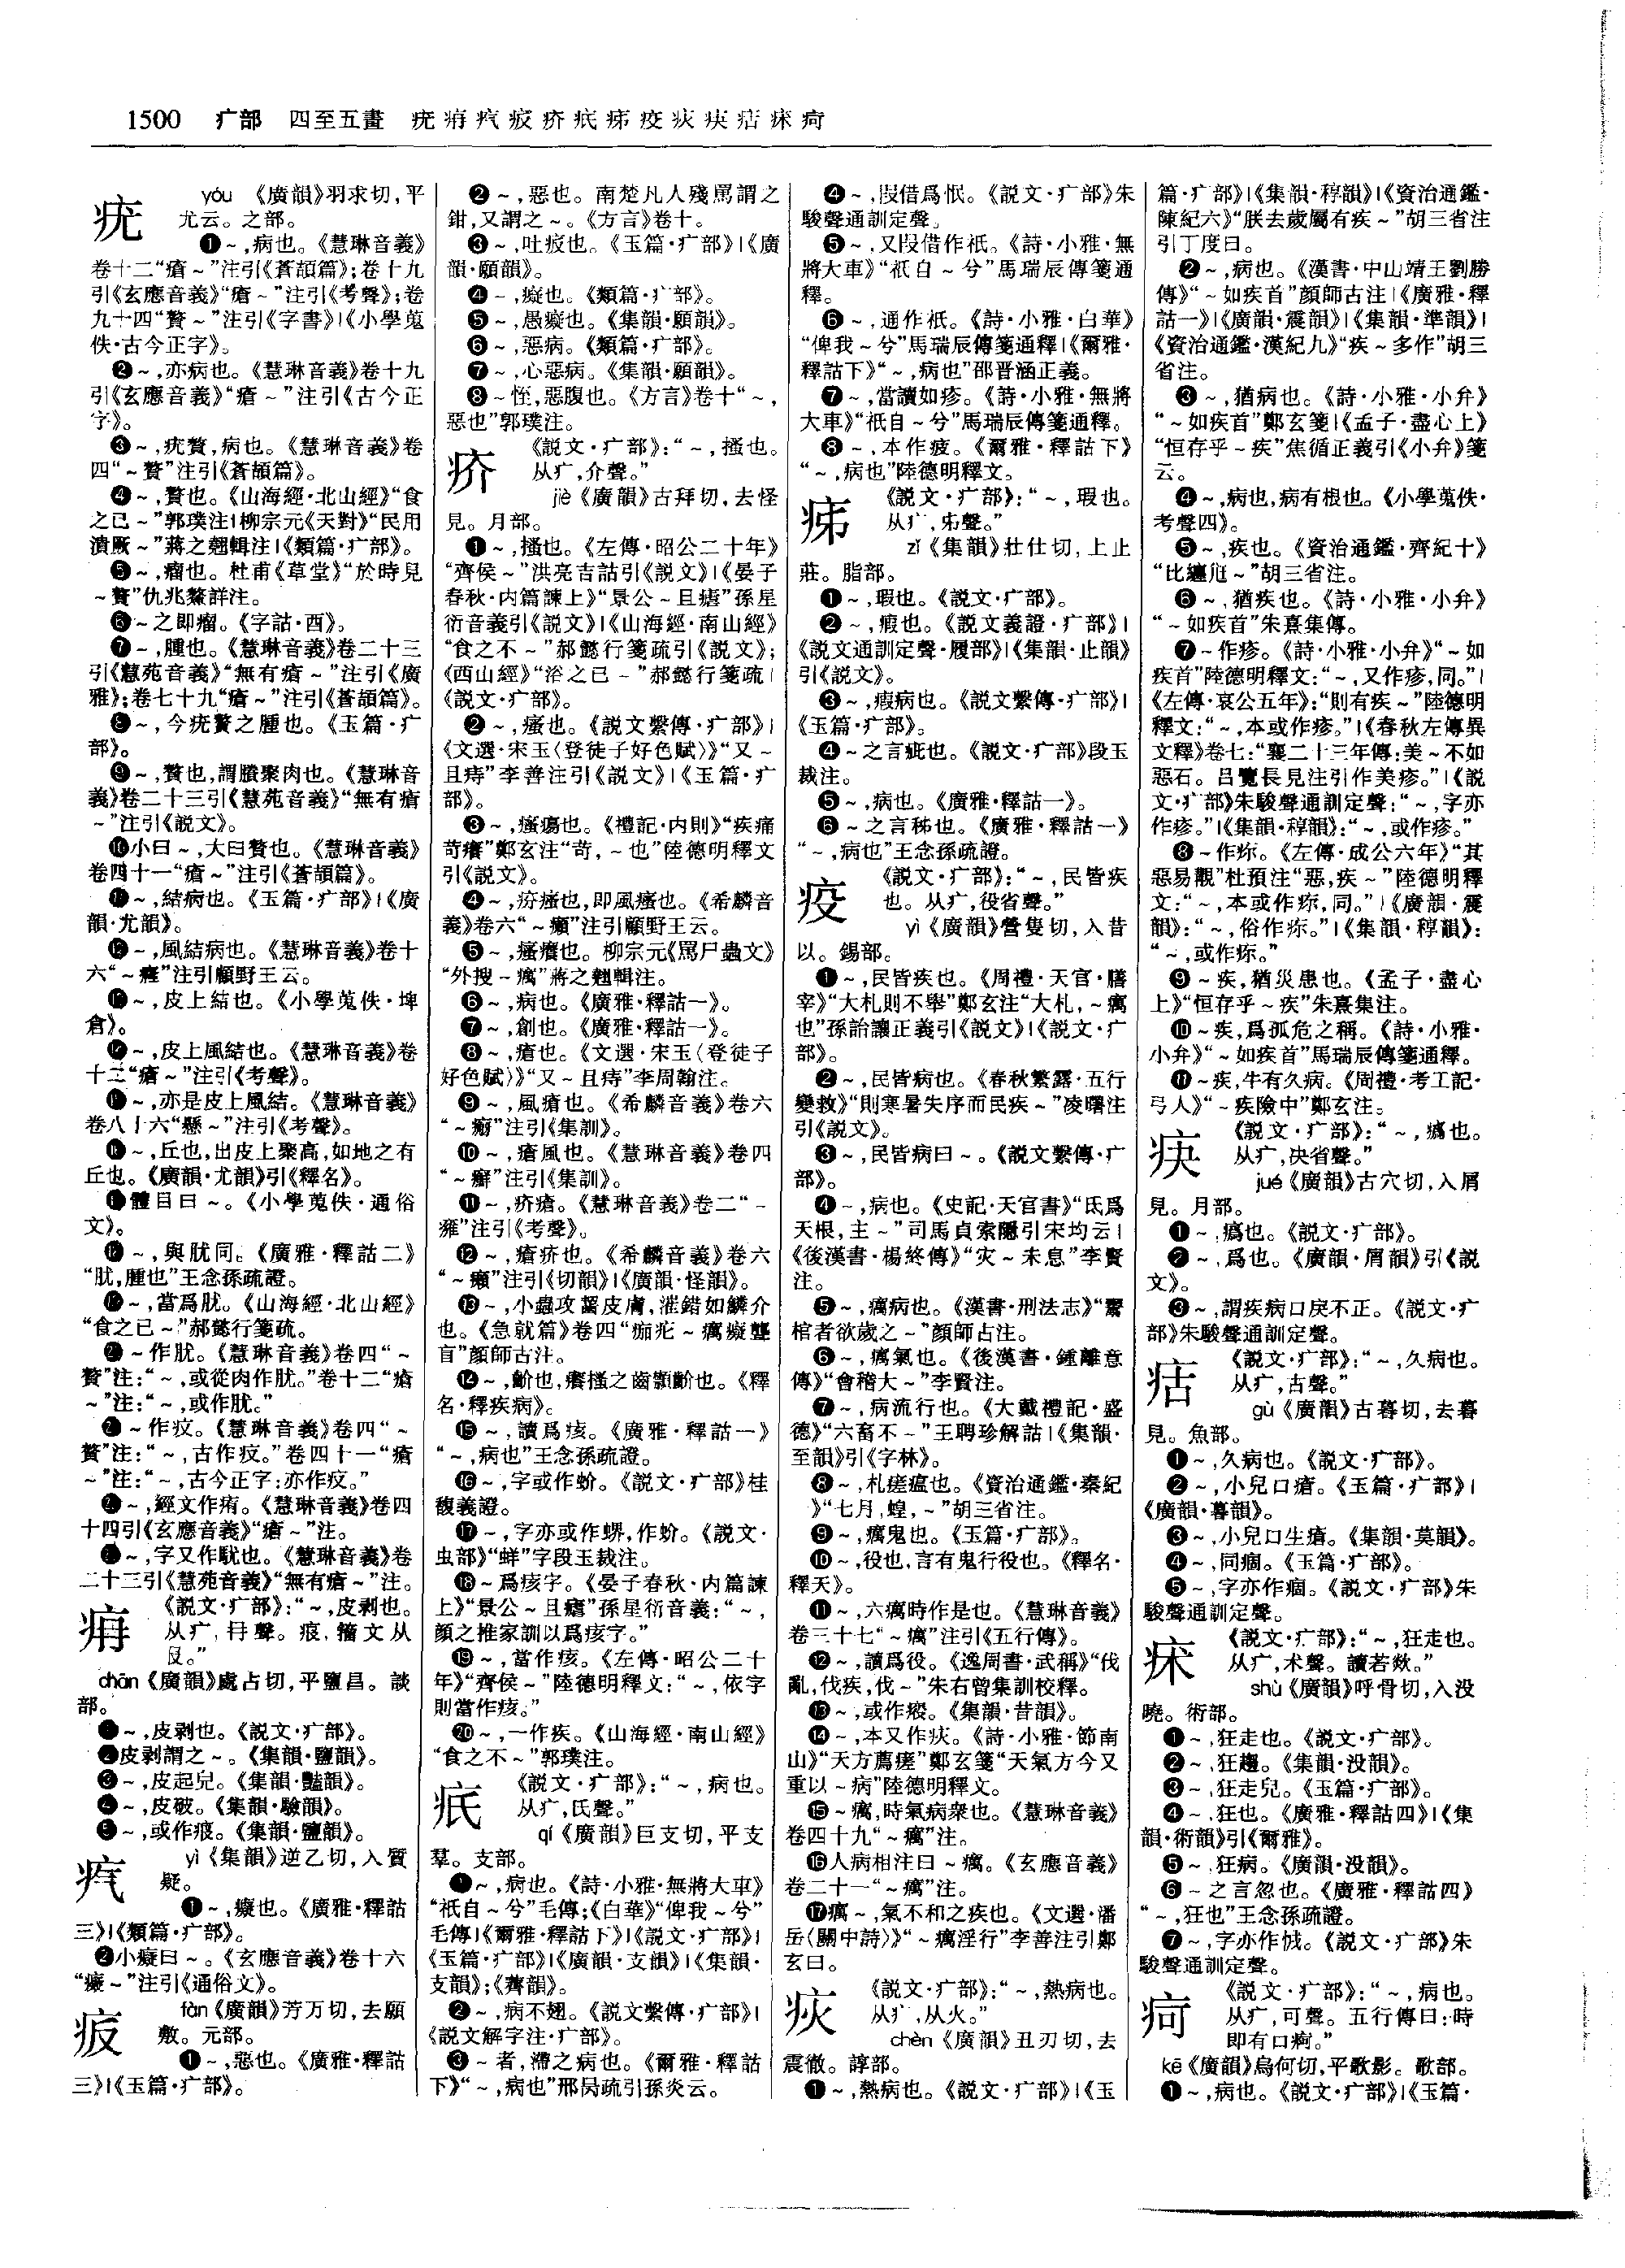 1500 疒部 四至五畫 疣㾆疙疲疥疧㾊疫疢疦痁㾁疴
疣
yóu 《廣韻》羽求切,平
尤云。之部。
❶~,病也。《慧琳音義》
卷十二“瘡~”注引《蒼頡篇》;卷十九
引《玄應音義》“瘡~”注引《考聲》;卷
九十四“贅~”注引《字書》|《小學蒐
佚·古今正字》。
❷~,亦病也。《慧琳音義》卷十九
引《玄應音義》“瘡~”注引《古今正
字》。
❸~,疣贅,病也。《慧琳音義》卷
四“~贅”注引《蒼頡篇》。
❹~,贅也。《山海經·北山經》“食
之已~”郭璞注|柳宗元《天對》“民用
潰厥~”蔣之翹輯注|《類篇·疒部》。
❺~,瘤也。杜甫《草堂》“於時見
~贅”仇兆鰲詳注。
❻~之即瘤。《字詁·西》。
❼~,腫也。《慧琳音義》卷二十三
引《慧苑音義》“無有瘡~”注引《廣
雅》;卷七十九“瘡~”注引《蒼頡篇》。
❽~,今疣贅之腫也。《玉篇·疒
部》。
❾~,贅也,謂膹聚肉也。《慧琳音
義》卷二十三引《慧苑音義》“無有瘡
~”注引《説文》。
❿小曰~,大曰贅也。《慧琳音義》
卷四十一“瘡~”注引《蒼頡篇》。
⓫~,結病也。《玉篇·疒部》|《廣
韻·尤韻》。
⓬~,風結病也。《慧琳音義》卷十
六“~癊”注引顧野王云。
⓭~,皮上結也。《小學蒐佚·埤
倉》。
⓮~,皮上風結也。《慧琳音義》卷
十二“瘡~”注引《考聲》。
⓯~,亦是皮上風結。《慧琳音義》
卷八十六“懸~”注引《考聲》。
⓰~,丘也,出皮上聚高,如地之有
丘也。《廣韻·尤韻》引《釋名》。
⓱體目曰~。《小學蒐佚·通俗
文》。
⓲~,與肬同。《廣雅·釋詁二》
“肬,腫也”王念孫疏證。
⓳~,當爲肬。《山海經·北山經》
“食之已~”郝懿行箋疏。
⓴~作肬。《慧琳音義》卷四“~
贅”注:“~,或從肉作肬。”卷十二“瘡
~”注:“~,或作肬。”
~作疫。《慧琳音義》卷四“~
贅”注:“~,古作疫。”卷四十一“瘡
~”注:“~,古今正字:亦作疫。”
~,經文作痏。《慧琳音義》卷四
十四引《玄應音義》“瘡~”注。
~,字又作䭾也。《慧琳音義》卷
二十三引《慧苑音義》“無有瘡~”注。
㾆
《説文·疒部》:“~,皮剥也。
从疒,冄聲。㾕,籀文从
𠬝。”
chān《廣韻》處占切,平鹽昌。談
部。
❶~,皮剥也。《説文·疒部》。
❷皮剥謂之~。《集韻·鹽韻》。
❸~,皮起皃。《集韻·豔韻》。
❹~,皮破。《集韻·驗韻》。
❺~,或作㾕。《集韻·鹽韻》。
疙
yì《集韻》逆乙切,入質
疑。
❶~,癡也。《廣雅·釋詁
三》|《類篇·疒部》。
❷小癡曰~。《玄應音義》卷十六
“癡~”注引《通俗文》。
疲
fàn《廣韻》芳万切,去願
敷。元部。
❶~,惡也。《廣雅·釋詁
三》|《玉篇·疒部》。
❷~,惡也。南楚凡人殘駡謂之
鉗,又謂之~。《方言》卷十。
❸~,吐疲也。《玉篇·疒部》|《廣
韻·願韻》。
❹~,癡也。《類篇·疒部》。
❺~,愚癡也。《集韻·願韻》。
❻~,惡病。《類篇·疒部》。
❼~,心惡病。《集韻·願韻》。
❽~恎,惡腹也。《方言》卷十“~,
惡也”郭璞注。
疥
《説文·疒部》:“~,搔也。
从疒,介聲。”
jiè《廣韻》古拜切,去怪
見。月部。
❶~,搔也。《左傳·昭公二十年》
“齊侯~”洪亮吉詁引《説文》|《晏子
春秋·内篇諫上》“景公~且瘧”孫星
衍音義引《説文》|《山海經·南山經》
“食之不~”郝懿行箋疏引《説文》;
《西山經》“浴之已~”郝懿行箋疏|
《説文·疒部》。
❷~,瘙也。《説文繫傳·疒部》|
《文選·宋玉〈登徒子好色賦〉》“又~
且痔”李善注引《説文》|《玉篇·疒
部》。
❸~,瘙瘍也。《禮記·内則》“疾痛
苛癢”鄭玄注“苛,~也”陸德明釋文
引《説文》。
❹~,疥瘙也,即風瘙也。《希麟音
義》卷六“~癩”注引顧野王云。
❺~,瘙癢也。柳宗元《駡尸蟲文》
“外搜~癘”蔣之翹輯注。
❻~,病也。《廣雅·釋詁一》。
❼~,創也。《廣雅·釋詁一》。
❽~,瘡也。《文選·宋玉〈登徒子
好色賦〉》“又~且痔”李周翰注。
❾~,風瘡也。《希麟音義》卷六
“~癩”注引《集訓》。
❿~,瘡風也。《慧琳音義》卷四
“~癬”注引《集訓》。
⓫~,疥瘡。《慧琳音義》卷二“~
癰”注引《考聲》。
⓬~,瘡疥也。《希麟音義》卷六
“~癩”注引《切韻》|《廣韻·怪韻》。
⓭~,小蟲攻齧皮膚,漼錯如鱗介
也。《急就篇》卷四“痂疕~癘癡聾
盲”顔師古注。
⓮~,齘也,癢搔之齒䫴齘也。《釋
名·釋疾病》。
⓯~,讀爲痎。《廣雅·釋詁一》
“~,病也”王念孫疏證。
⓰~,字或作蚧。《説文·疒部》桂
馥義證。
⓱~,字亦或作蠏,作蚧。《説文·
虫部》“蛘”字段玉裁注。
⓲~爲痎字。《晏子春秋·内篇諫
上》“景公~且瘧”孫星衍音義:“~,
顔之推家訓以爲痎字。”
⓳~,當作痎。《左傳·昭公二十
年》“齊侯~”陸德明釋文:“~,依字
則當作痎。”
⓴~,一作疾。《山海經·南山經》
“食之不~”郭璞注。
疧
《説文·疒部》:“~,病也。
从疒,氏聲。”
qí《廣韻》巨支切,平支
羣。支部。
❶~,病也。《詩·小雅·無將大車》
“祇自~兮”毛傳;《白華》“俾我~兮”
毛傳|《爾雅·釋詁下》|《説文·疒部》|
《玉篇·疒部》|《廣韻·支韻》|《集韻·
支韻》;《薺韻》。
❷~,病不翅。《説文繫傳·疒部》|
《説文解字注·疒部》。
❸~者,滯之病也。《爾雅·釋詁
下》“~,病也”邢昺疏引孫炎云。
❹~,叚借爲恨。《説文·疒部》朱
駿聲通訓定聲。
❺~,又叚借作祇。《詩·小雅·無
將大車》“祇自~兮”馬瑞辰傳箋通
釋。
❻~,通作祇。《詩·小雅·白華》
“俾我~兮”馬瑞辰傳箋通釋|《爾雅·
釋詁下》“~,病也”邵晋涵正義。
❼~,當讀如疹。《詩·小雅·無將
大車》“祇自~兮”馬瑞辰傳箋通釋。
❽~,本作疲。《爾雅·釋詁下》
“~,病也”陸德明釋文。
㾊
《説文·疒部》:“~,瑕也。
从疒,𠂔聲。”
zǐ《集韻》壯仕切,上止
莊。脂部。
❶~,瑕也。《説文·疒部》。
❷~,瘕也。《説文義證·疒部》|
《説文通訓定聲·履部》|《集韻·止韻》
引《説文》。
❸~,瘕病也。《説文繫傳·疒部》|
《玉篇·疒部》。
❹~之言疵也。《説文·疒部》段玉
裁注。
❺~,病也。《廣雅·釋詁一》。
❻~之言秭也。《廣雅·釋詁一》
“~,病也”王念孫疏證。
疫
《説文·疒部》:“~,民皆疾
也。从疒,役省聲。”
yì《廣韻》營隻切,入昔
以。錫部。
❶~,民皆疾也。《周禮·天官·膳
宰》“大札則不舉”鄭玄注“大札,~癘
也”孫詒讓正義引《説文》|《説文·疒
部》。
❷~,民皆病也。《春秋繁露·五行
變救》“則寒暑失序而民疾~”凌曙注
引《説文》。
❸~,民皆病曰~。《説文繫傳·疒
部》。
❹~,病也。《史記·天官書》“氐爲
天根,主~”司馬貞索隱引宋均云|
《後漢書·楊終傳》“灾~未息”李賢
注。
❺~,癘病也。《漢書·刑法志》“鬻
棺者欲歲之~”顔師古注。
❻~,癘氣也。《後漢書·鍾離意
傳》“會稽大~”李賢注。
❼~,病流行也。《大戴禮記·盛
德》“六畜不~”王聘珍解詁|《集韻·
至韻》引《字林》。
❽~,札瘥瘟也。《資治通鑑·秦紀
》“七月,蝗,~”胡三省注。
❾~,癘鬼也。《玉篇·疒部》。
❿~,役也,言有鬼行役也。《釋名·
釋天》。
⓫~,六癘時作是也。《慧琳音義》
卷三十七“~癘”注引《五行傳》。
⓬~,讀爲役。《逸周書·武稱》“伐
亂,伐疾,伐~”朱右曾集訓校釋。
⓭~,或作㾐。《集韻·昔韻》。
⓮~,本又作疢。《詩·小雅·節南
山》“天方薦瘥”鄭玄箋“天氣方今又
重以~病”陸德明釋文。
⓯~癘,時氣病衆也。《慧琳音義》
卷四十九“~癘”注。
⓰人病相注曰~癘。《玄應音義》
卷二十一“~癘”注。
⓱癘~,氣不和之疾也。《文選·潘
岳〈關中詩〉》“~癘淫行”李善注引鄭
玄曰。
疢
《説文·疒部》:“~,熱病也。
从疒,从火。”
chèn《廣韻》丑刃切,去
震徹。諄部。
❶~,熱病也。《説文·疒部》|《玉
篇·疒部》|《集韻·稕韻》|《資治通鑑·
陳紀六》“朕去歲屬有疾~”胡三省注
引丁度曰。
❷~,病也。《漢書·中山靖王劉勝
傳》“~如疾首”顔師古注|《廣雅·釋
詁一》|《廣韻·震韻》|《集韻·準韻》|
《資治通鑑·漢紀九》“疾~多作”胡三
省注。
❸~,猶病也。《詩·小雅·小弁》
“~如疾首”鄭玄箋|《孟子·盡心上》
“恒存乎~疾”焦循正義引《小弁》箋
云。
❹~,病也,病有根也。《小學蒐佚·
考聲四》。
❺~,疾也。《資治通鑑·齊紀十》
“比纏尪~”胡三省注。
❻~,猶疾也。《詩·小雅·小弁》
“~如疾首”朱熹集傳。
❼~作疹。《詩·小雅·小弁》“~如
疾首”陸德明釋文:“~,又作疹,同。”|
《左傳·哀公五年》:“則有疾~”陸德明
釋文:“~,本或作疹。”|《春秋左傳異
文釋》卷七:“襄二十三年傳:美~不如
惡石。吕覽長見注引作美疹。”|《説
文·疒部》朱駿聲通訓定聲:“~,字亦
作疹。”|《集韻·稕韻》:“~,或作疹。”
❽~作疢。《左傳·成公六年》“其
惡易覯”杜預注“惡,疾~”陸德明釋
文:“~,本或作疢,同。”|《廣韻·震
韻》:“~,俗作疢。”|《集韻·稕韻》:
“~,或作疢。”
❾~疾,猶災患也。《孟子·盡心
上》“恒存乎~疾”朱熹集注。
❿~疾,爲孤危之稱。《詩·小雅·
小弁》“~如疾首”馬瑞辰傳箋通釋。
⓫~疾,牛有久病。《周禮·考工記·
弓人》“~疾險中”鄭玄注。
疦
《説文·疒部》:“~,瘑也。
从疒,决省聲。”
jué《廣韻》古穴切,入屑
見。月部。
❶~,瘑也。《説文·疒部》。
❷~,爲也。《廣韻·屑韻》引《説
文》。
❸~,謂疾病口戾不正。《説文·疒
部》朱駿聲通訓定聲。
㽽
《説文·疒部》:“~,久病也。
从疒,古聲。”
gù《廣韻》古暮切,去暮
見。魚部。
❶~,久病也。《説文·疒部》。
❷~,小兒口瘡。《玉篇·疒部》|
《廣韻·暮韻》。
❸~,小兒口生瘡。《集韻·莫韻》。
❹~,同痼。《玉篇·疒部》。
❺~,字亦作痼。《説文·疒部》朱
駿聲通訓定聲。
㾁
《説文·疒部》:“~,狂走也。
从疒,术聲。讀若欻。”
shù《廣韻》呼骨切,入没
曉。術部。
❶~,狂走也。《説文·疒部》。
❷~,狂趨。《集韻·没韻》。
❸~,狂走皃。《玉篇·疒部》。
❹~,狂也。《廣雅·釋詁四》|《集
韻·術韻》引《爾雅》。
❺~,狂病。《廣韻·没韻》。
❻~之言忽也。《廣雅·釋詁四》
“~,狂也”王念孫疏證。
❼~,字亦作怴。《説文·疒部》朱
駿聲通訓定聲。
疴
《説文·疒部》:“~,病也。
从疒,可聲。五行傳曰:時
即有口痾。”
kē《廣韻》烏何切,平歌影。歌部。
❶~,病也。《説文·疒部》|《玉篇·